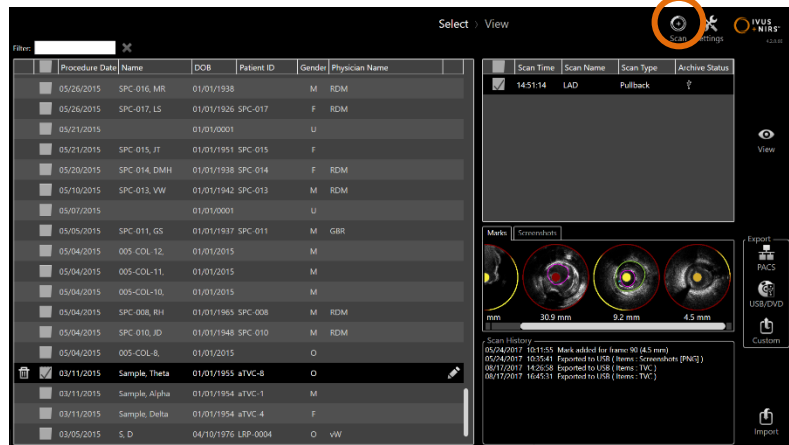 Select > View
Scan
Settings
IVUS
+NIRS
Filter:
Procedure Date Name DOB Patient ID Gender Physician Name
05/26/2015 SPC-016, MR 01/01/1938 M RDM
05/26/2015 SPC-017, LS 01/01/1926 SPC-017 F RDM
05/21/2015 01/01/0001 U
05/21/2015 SPC-015, JT 01/01/1951 SPC-015 F
05/20/2015 SPC-014, DMH 01/01/1938 SPC-014 F RDM
05/10/2015 SPC-013, VW 01/01/1942 SPC-013 M RDM
05/07/2015 01/01/0001 U
05/05/2015 SPC-011, GS 01/01/1937 SPC-011 M GBR
05/04/2015 005-COL-12, 01/01/2015 M
05/04/2015 005-COL-11, 01/01/2015 M
05/04/2015 005-COL-10, 01/01/2015 M
05/04/2015 SPC-008, RH 01/01/1965 SPC-008 M RDM
05/04/2015 SPC 010, JD 01/01/1948 SPC-010 M RDM
05/04/2015 005-COL-8, 01/01/2015 O
03/11/2015 Sample, Theta 01/01/1955 aTVC-8 O
03/11/2015 Sample, Alpha 01/01/1954 aTVC-1 M
03/11/2015 Sample, Delta 01/01/1954 aTVC 4 F
03/05/2015 S, D 04/10/1976 LRP-0004 O vW
Scan Time Scan Name Scan Type Archive Status
14:51:14 LAD Pullback
View
Marks Screenshots
mm 30.9 mm 9.2 mm 4.5 mm
Export
PACS
USB/DVD
Custom
Scan History
05/24/2017 10:11:55 Mark added for frame 90 (4.5 mm)
05/24/2017 10:35:41 Exported to USB ( Items : Screenshots [PNG] )
08/17/2017 14:26:58 Exported to USB ( Items : TVC )
08/17/2017 16:45:31 Exported to USB ( Items : TVC )
Import